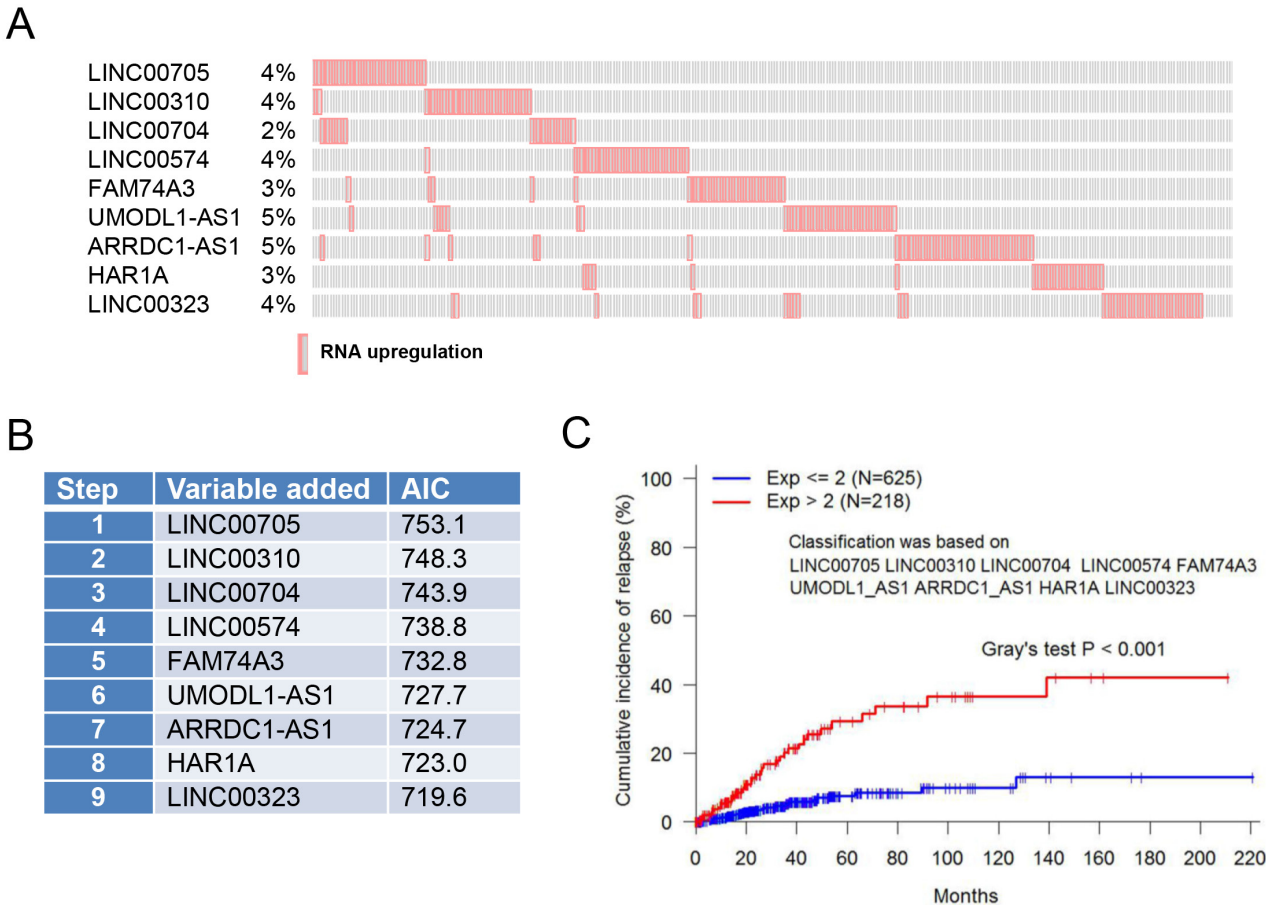 A
LINC00705 4%
LINC00310 4%
LINC00704 2%
LINC00574 4%
FAM74A3 3%
UMODL1-AS1 5%
ARRDC1-AS1 5%
HAR1A 3%
LINC00323 4%
RNA upregulation
B
Step Variable added AIC
1 LINC00705 753.1
2 LINC00310 748.3
3 LINC00704 743.9
4 LINC00574 738.8
5 FAM74A3 732.8
6 UMODL1-AS1 727.7
7 ARRDC1-AS1 724.7
8 HAR1A 723.0
9 LINC00323 719.6
C
Cumulative incidence of relapse (%)
100
80
60
40
20
0
Exp <= 2 (N=625)
Exp > 2 (N=218)
Classification was based on
LINC00705 LINC00310 LINC00704 LINC00574 FAM74A3
UMODL1_AS1 ARRDC1_AS1 HAR1A LINC00323
Gray's test P < 0.001
0 20 40 60 80 100 120 140 160 180 200 220
Months